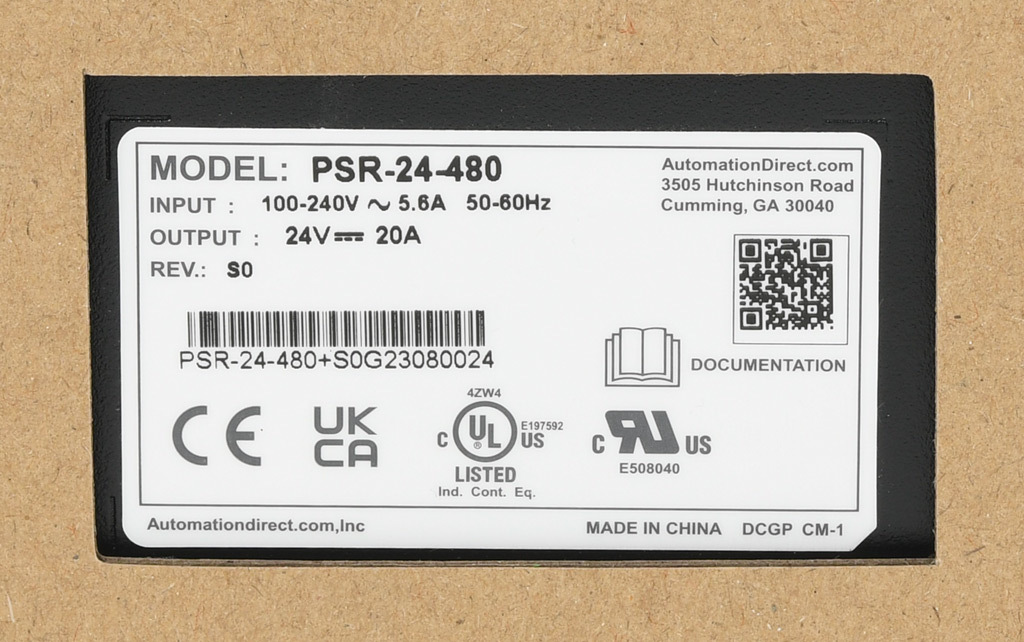 MODEL: PSR-24-480
INPUT : 100-240V ~ 5.6A 50-60Hz
OUTPUT : 24V⎓ 20A
REV.: S0
AutomationDirect.com
3505 Hutchinson Road
Cumming, GA 30040
PSR-24-480+S0G23080024
DOCUMENTATION
CE
UK
CA
4ZW4
C UL ® US
E197592
LISTED
Ind. Cont. Eq.
C RU US
E508040
Automationdirect.com,Inc
MADE IN CHINA DCGP CM-1